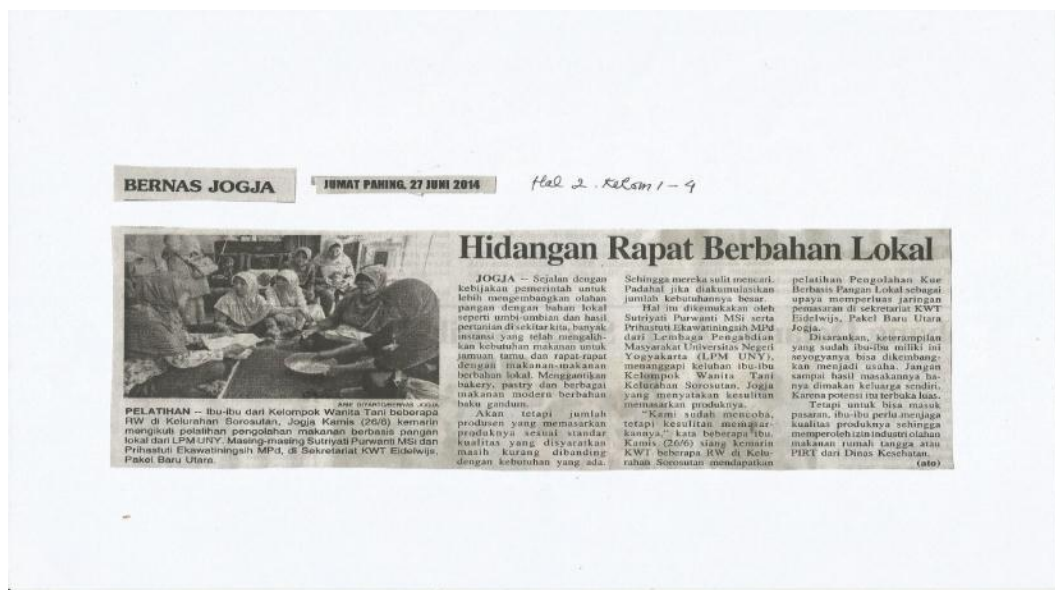 BERNAS JOGJA
JUMAT PAHING, 27 JUNI 2014
Hal 2. Kolom 1 - 4
Hidangan Rapat Berbahan Lokal
PELATIHAN — Ibu-ibu dari Kelompok Wanita Tani beberapa
RW di Kelurahan Sorosutan, Jogja Kamis (26/6) kemarin
mengikuti pelatihan pengolahan makanan berbasis pangan
lokal dari LPM UNY. Masing-masing Sutriyati Purwanti MSi dan
Prihastuti Ekawatiningsih MPd, di Sekretariat KWT Eidelwijs,
Pakel Baru Utara.
JOGJA — Sejalan dengan
kebijakan pemerintah untuk
lebih mengembangkan olahan
pangan dengan bahan lokal
seperti umbi-umbian dan hasil
pertanian di sekitar kita, banyak
instansi yang telah mengalih-
kan kebutuhan makanan untuk
jamuan tamu dan rapat-rapat
dengan makanan-makanan
berbahan lokal. Menggantikan
bakery, pastry dan berbagai
makanan modern berbahan
baku gandum.
Akan tetapi jumlah
produsen yang memasarkan
produknya sesuai standar
kualitas yang disyaratkan
masih kurang dibanding
dengan kebutuhan yang ada.
Sehingga mereka sulit mencari.
Padahal jika diakumulasikan
jumlah kebutuhannya besar.
Hal itu dikemukakan oleh
Sutriyati Purwanti MSi serta
Prihastuti Ekawatiningsih MPd
dari Lembaga Pengabdian
Masyarakat Universitas Negeri
Yogyakarta (LPM UNY),
menanggapi keluhan ibu-ibu
Kelompok Wanita Tani
Kelurahan Sorosutan, Jogja
yang menyatakan kesulitan
memasarkan produknya.
"Kami sudah mencoba,
tetapi kesulitan memasar-
kannya," kata beberapa ibu.
Kamis (26/6) siang kemarin
KWT beberapa RW di Kelu-
rahan Sorosutan mendapatkan
pelatihan Pengolahan Kue
Berbasis Pangan Lokal sebagai
upaya memperluas jaringan
pemasaran di sekretariat KWT
Eidelwijs, Pakel Baru Utara
Jogja.
Disarankan, keterampilan
yang sudah ibu-ibu miliki ini
seyogyanya bisa dikembang-
kan menjadi usaha. Jangan
sampai hasil masakannya ha-
nya dimakan keluarga sendiri.
Karena potensi itu terbuka luas.
Tetapi untuk bisa masuk
pasaran, ibu-ibu perlu menjaga
kualitas produknya sehingga
memperoleh izin industri olahan
makanan rumah tangga atau
PIRT dari Dinas Kesehatan.
(ato)